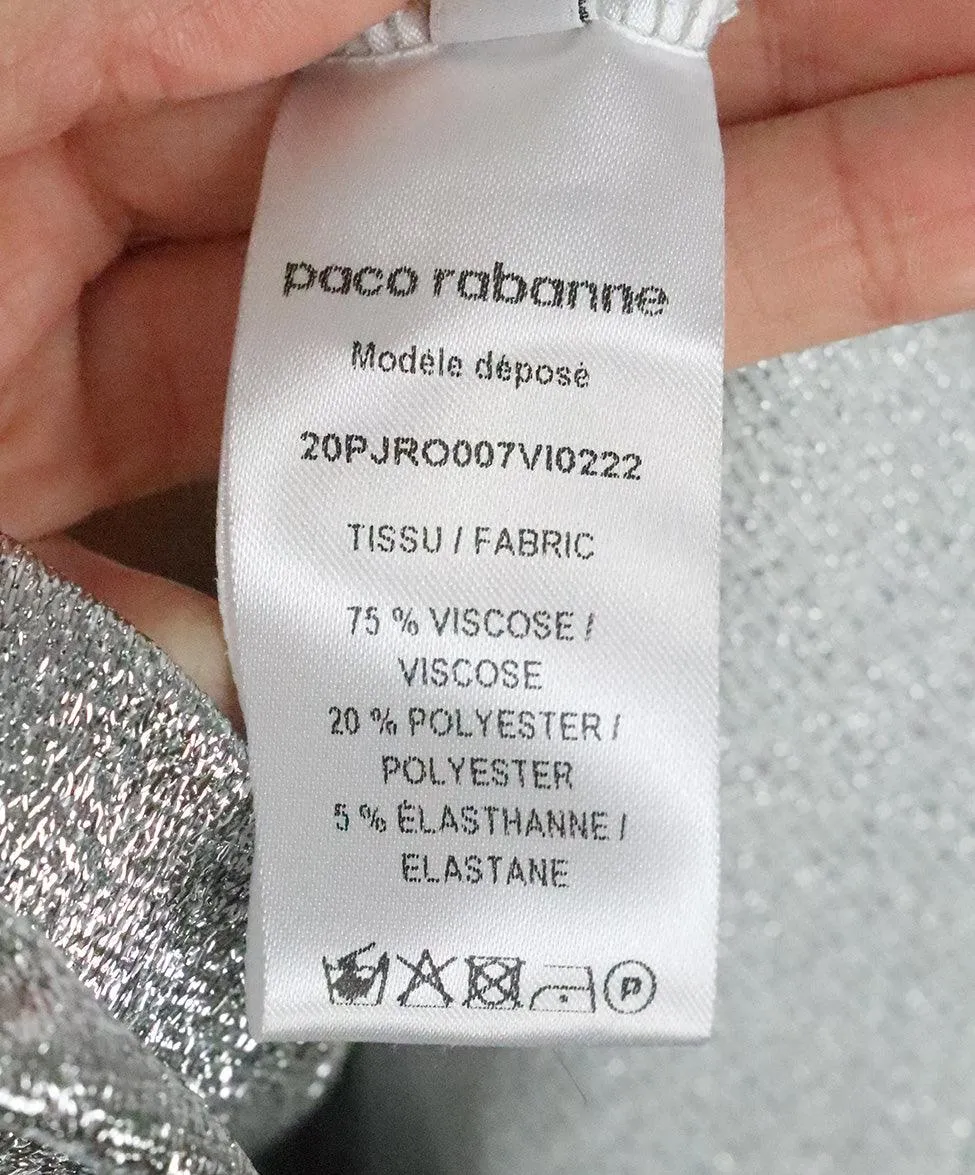 paco rabanne
Modèle déposé
20PJRO007VI0222
TISSU / FABRIC
75 % VISCOSE /
VISCOSE
20 % POLYESTER /
POLYESTER
5 % ÉLASTHANNE /
ELASTANE
P